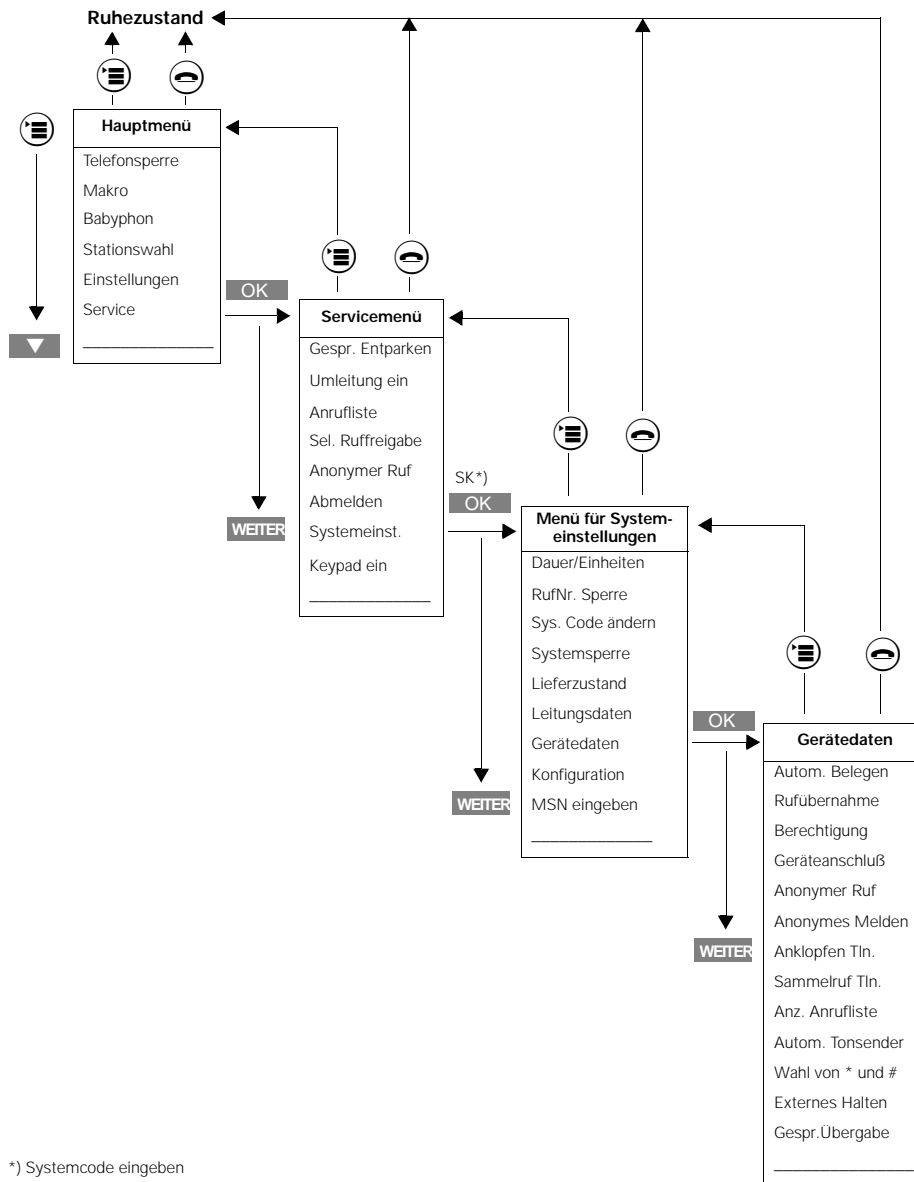 Ruhezustand
Hauptmenü
Telefonsperre
Makro
Babyphon
Stationswahl
Einstellungen
Service
OK
WEITER
Servicemenü
Gespr. Entparken
Umleitung ein
Anrufliste
Sel. Ruffreigabe
Anonymer Ruf
Abmelden
Systemeinst.
Keypad ein
SK*)
OK
WEITER
Menü für System-
einstellungen
Dauer/Einheiten
RufNr. Sperre
Sys. Code ändern
Systemsperre
Lieferzustand
Leitungsdaten
Gerätedaten
Konfiguration
MSN eingeben
OK
WEITER
Gerätedaten
Autom. Belegen
Rufübernahme
Berechtigung
Geräteanschluß
Anonymer Ruf
Anonymes Melden
Anklopfen Tln.
Sammelruf Tln.
Anz. Anrufliste
Autom. Tonsender
Wahl von * und #
Externes Halten
Gespr.Übergabe
*) Systemcode eingeben